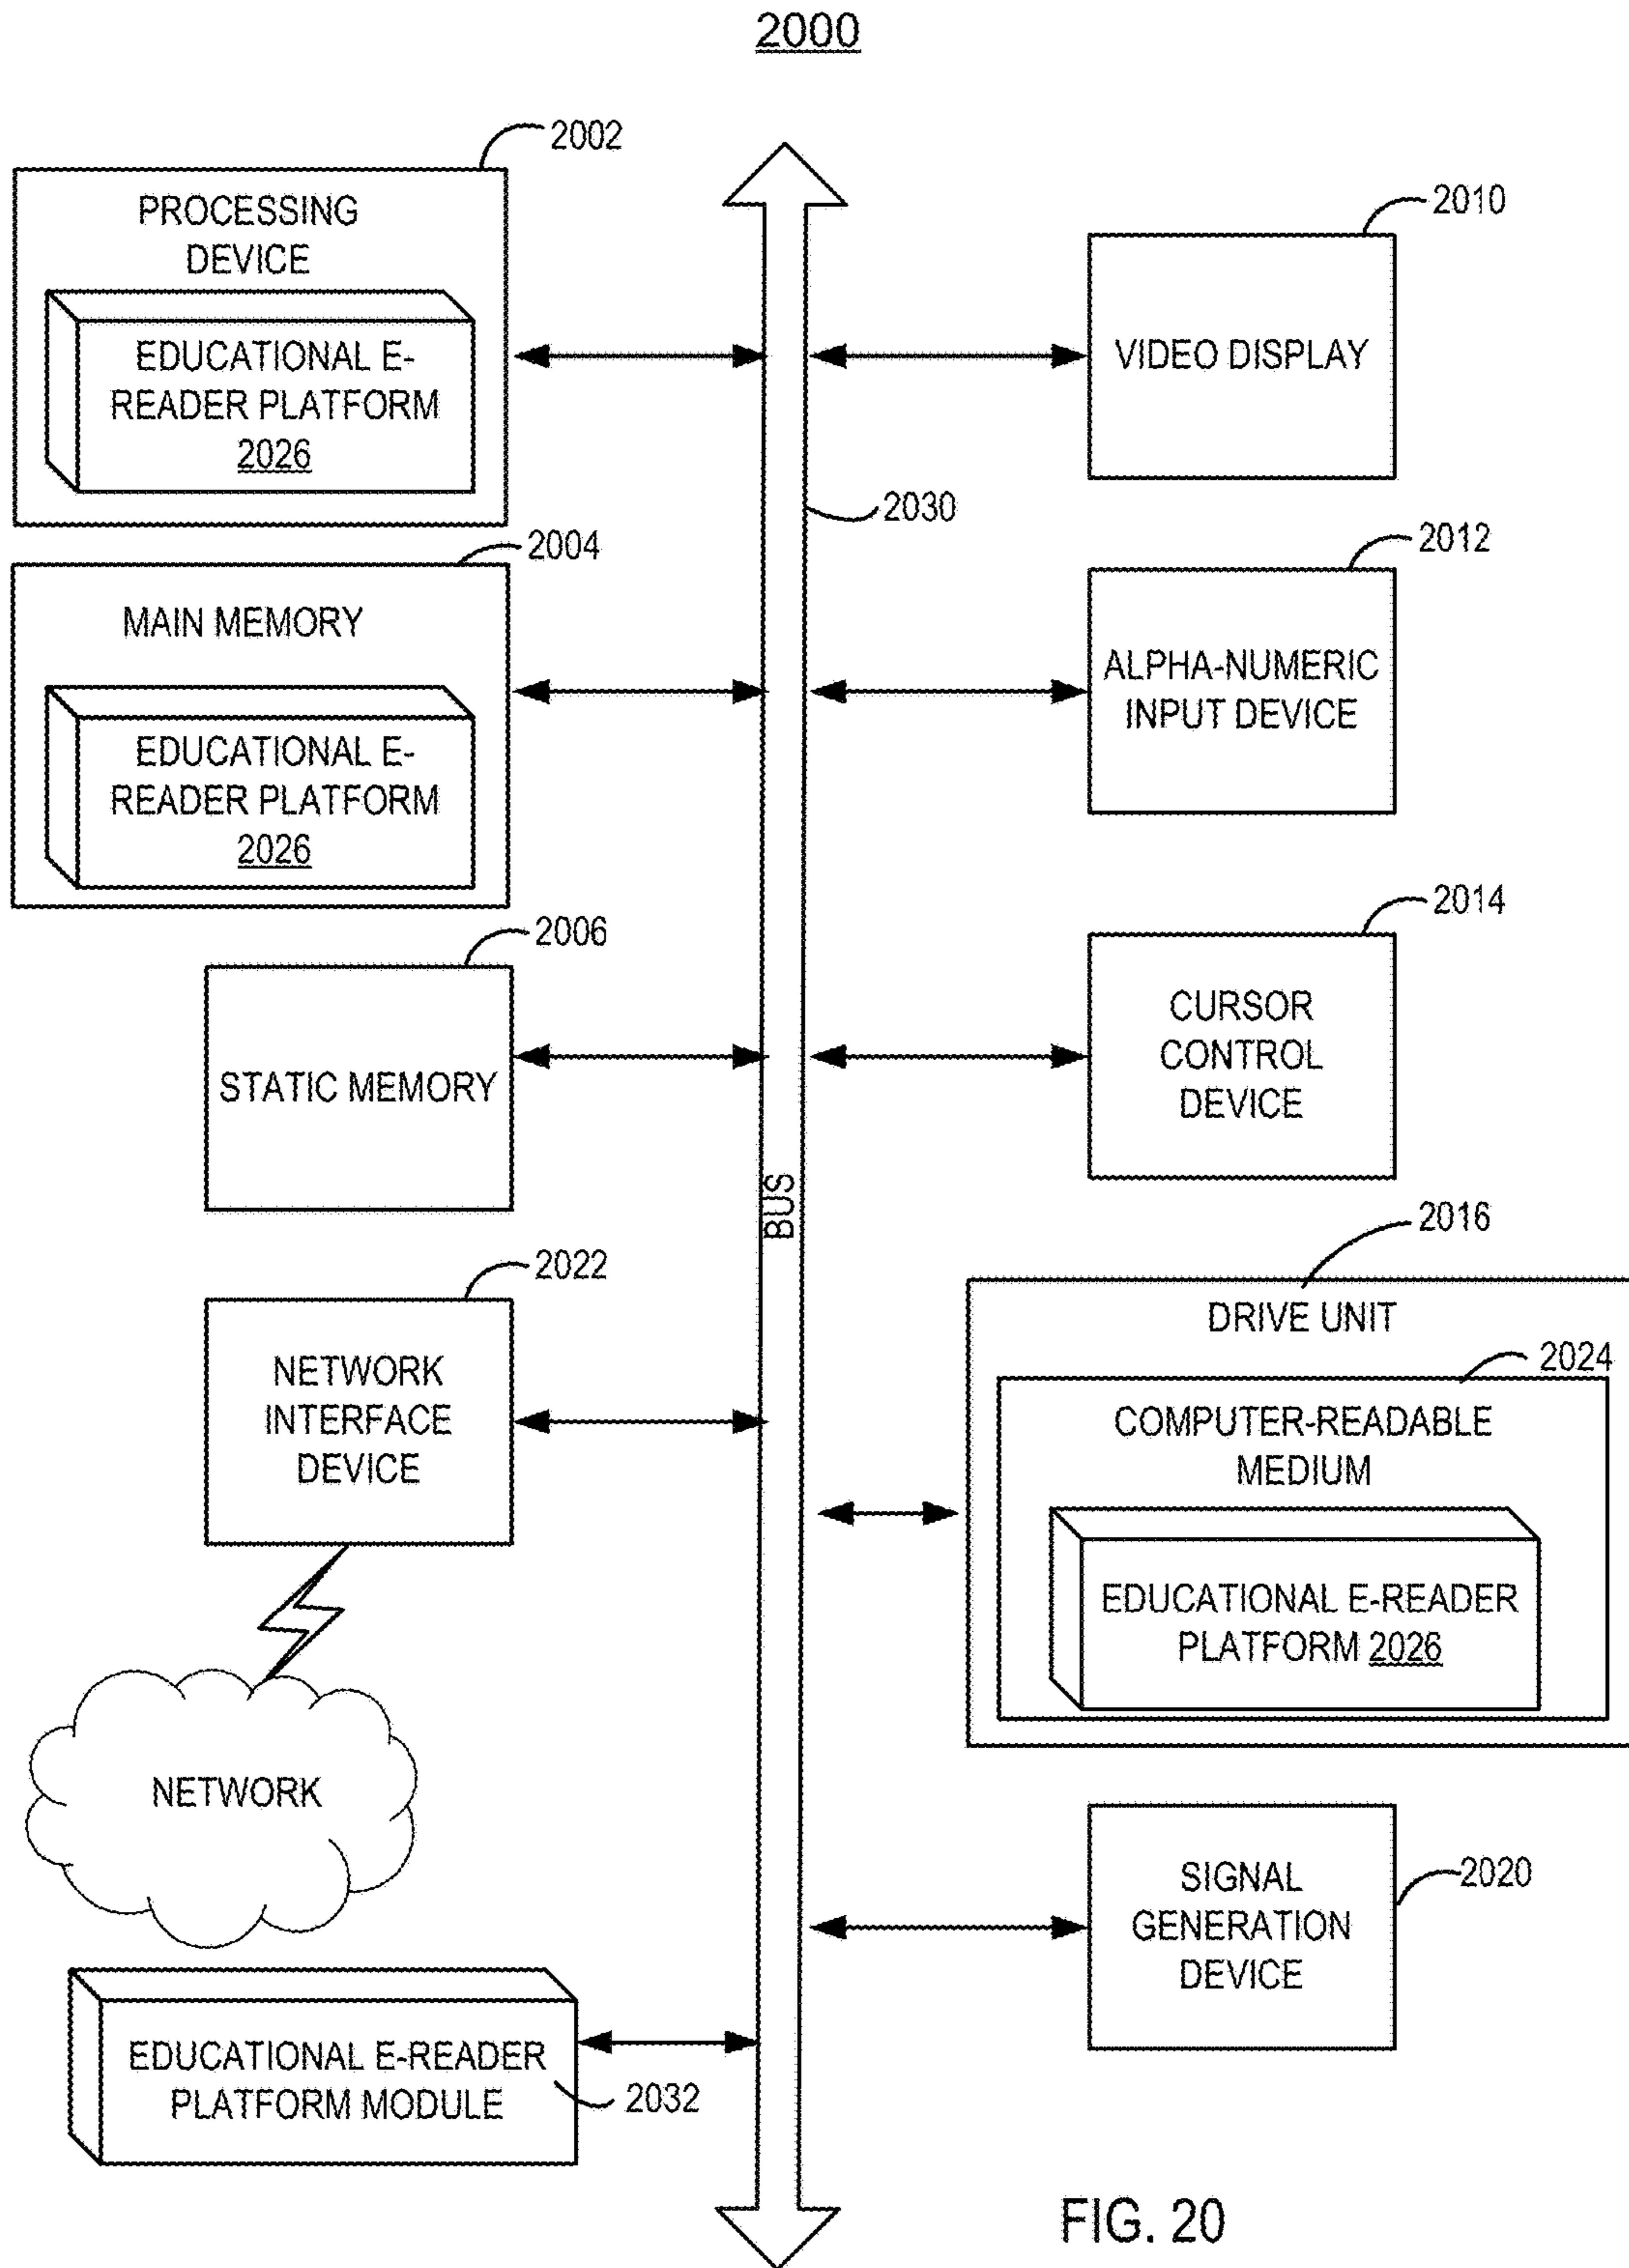 2000
2002
PROCESSING
DEVICE
EDUCATIONAL E-
READER PLATFORM
2026
2004
MAIN MEMORY
EDUCATIONAL E-
READER PLATFORM
2026
2006
STATIC MEMORY
2022
NETWORK
INTERFACE
DEVICE
NETWORK
EDUCATIONAL E-READER
PLATFORM MODULE
2032
BUS
2030
2010
VIDEO DISPLAY
2012
ALPHA-NUMERIC
INPUT DEVICE
2014
CURSOR
CONTROL
DEVICE
2016
DRIVE UNIT
2024
COMPUTER-READABLE
MEDIUM
EDUCATIONAL E-READER
PLATFORM 2026
2020
SIGNAL
GENERATION
DEVICE
FIG. 20